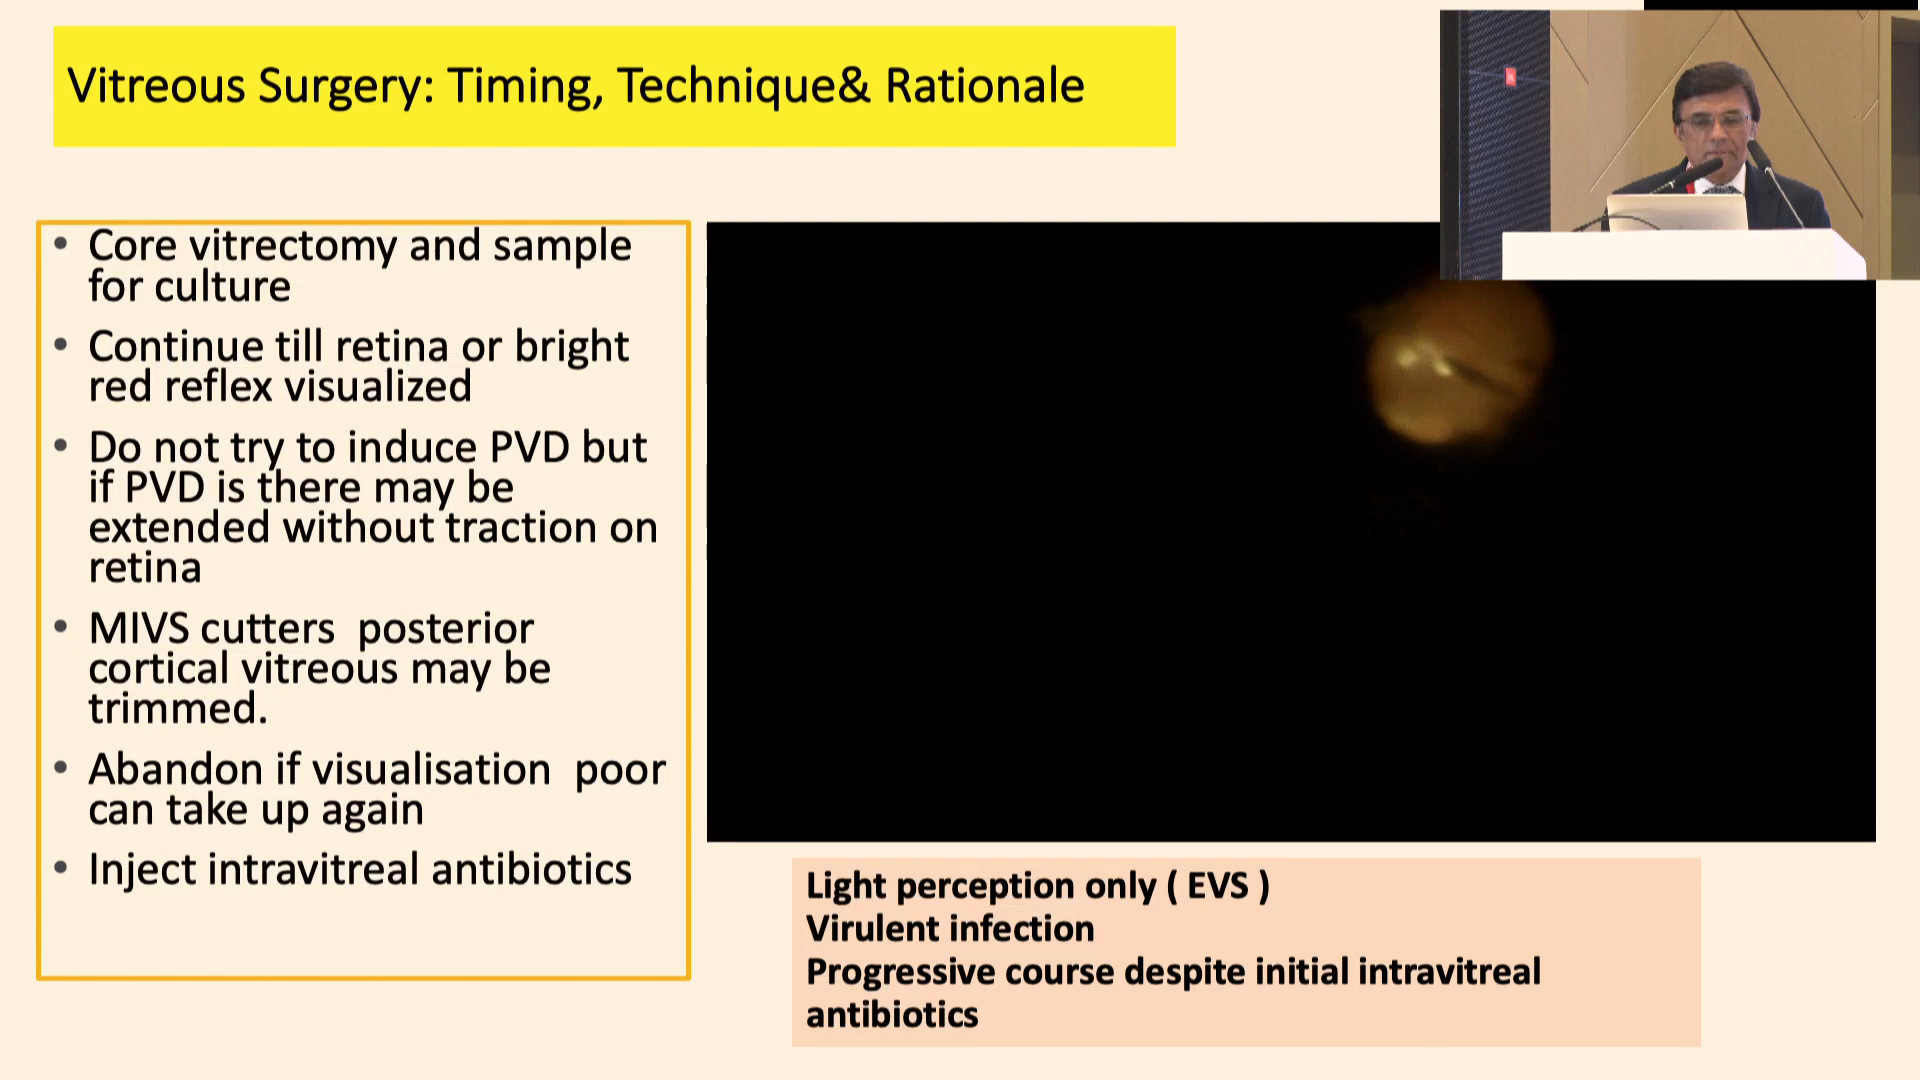 Vitreous Surgery: Timing, Technique& Rationale
• Core vitrectomy and sample
for culture
• Continue till retina or bright
red reflex visualized
• Do not try to induce PVD but
if PVD is there may be
extended without traction on
retina
• MIVS cutters  posterior
cortical vitreous may be
trimmed.
• Abandon if visualisation  poor
can take up again
• Inject intravitreal antibiotics
Light perception only ( EVS )
Virulent infection
Progressive course despite initial intravitreal
antibiotics